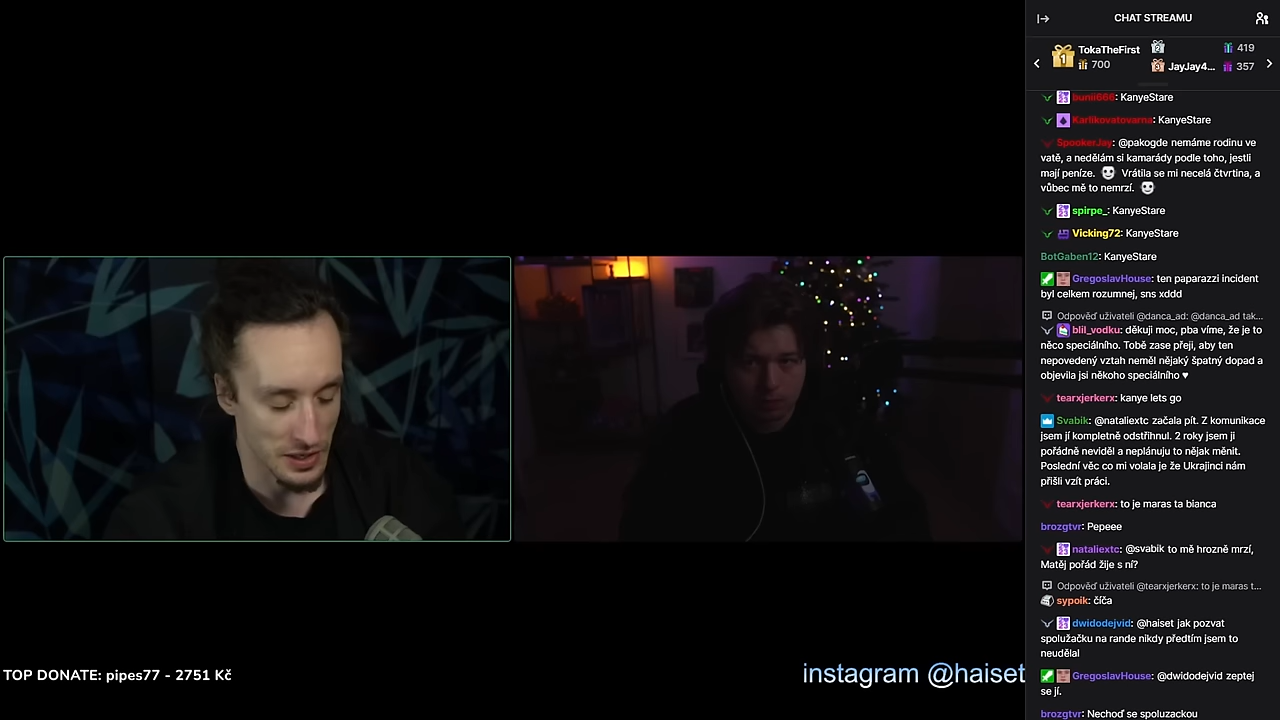 CHAT STREAMU
TokaTheFirst
700
419
JayJay4... 357
bunii666: KanyeStare
Karlikovatovarna: KanyeStare
SpookerJay: @pakogde nemáme rodinu ve
vatě, a nedělám si kamarády podle toho, jestli
mají peníze. Vrátila se mi necelá čtvrtina, a
vůbec mě to nemrzí.
spirpe_: KanyeStare
Vicking72: KanyeStare
BotGaben12: KanyeStare
GregoslavHouse: ten paparazzi incident
byl celkem rozumnej, sns xddd
Odpověď uživateli @danca_ad: @danca_ad tak...
blil_vodku: děkuji moc, pba víme, že je to
něco speciálního. Tobě zase přeji, aby ten
nepovedený vztah neměl nějaký špatný dopad a
objevila jsi někoho speciálního ♥
tearxjerkerx: kanye lets go
Svabik: @nataliextc začala pít. Z komunikace
jsem jí kompletně odstřihnul. 2 roky jsem ji
pořádně neviděl a neplánuju to nějak měnit.
Poslední věc co mi volala je že Ukrajinci nám
přišli vzít práci.
tearxjerkerx: to je maras ta bianca
brozgtvr: Pepeee
nataliextc: @svabik to mě hrozně mrzí,
Matěj pořád žije s ní?
Odpověď uživateli @tearxjerkerx: to je maras t...
sypoik: číča
dwidodejvid: @haiset jak pozvat
spolužačku na rande nikdy předtím jsem to
neudělal
GregoslavHouse: @dwidodejvid zeptej
se jí.
brozgtvr: Nechoď se spoluzackou
TOP DONATE: pipes77 - 2751 Kč
instagram @haiset